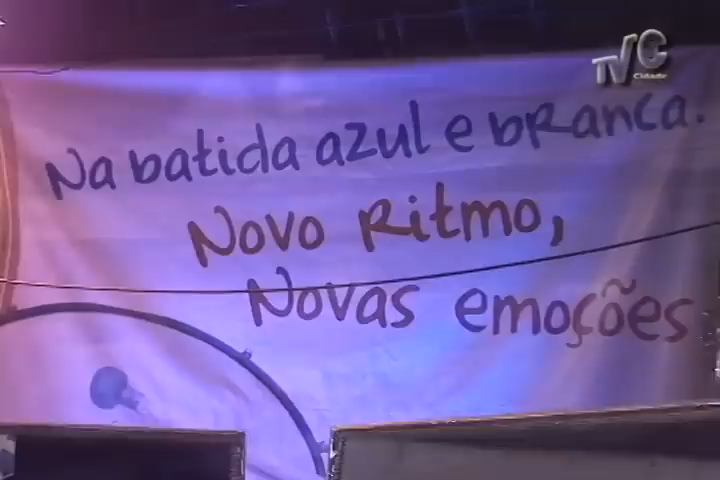 TVC
Cidade
Na batida azul e branca.
Novo Ritmo,
Novas emoções